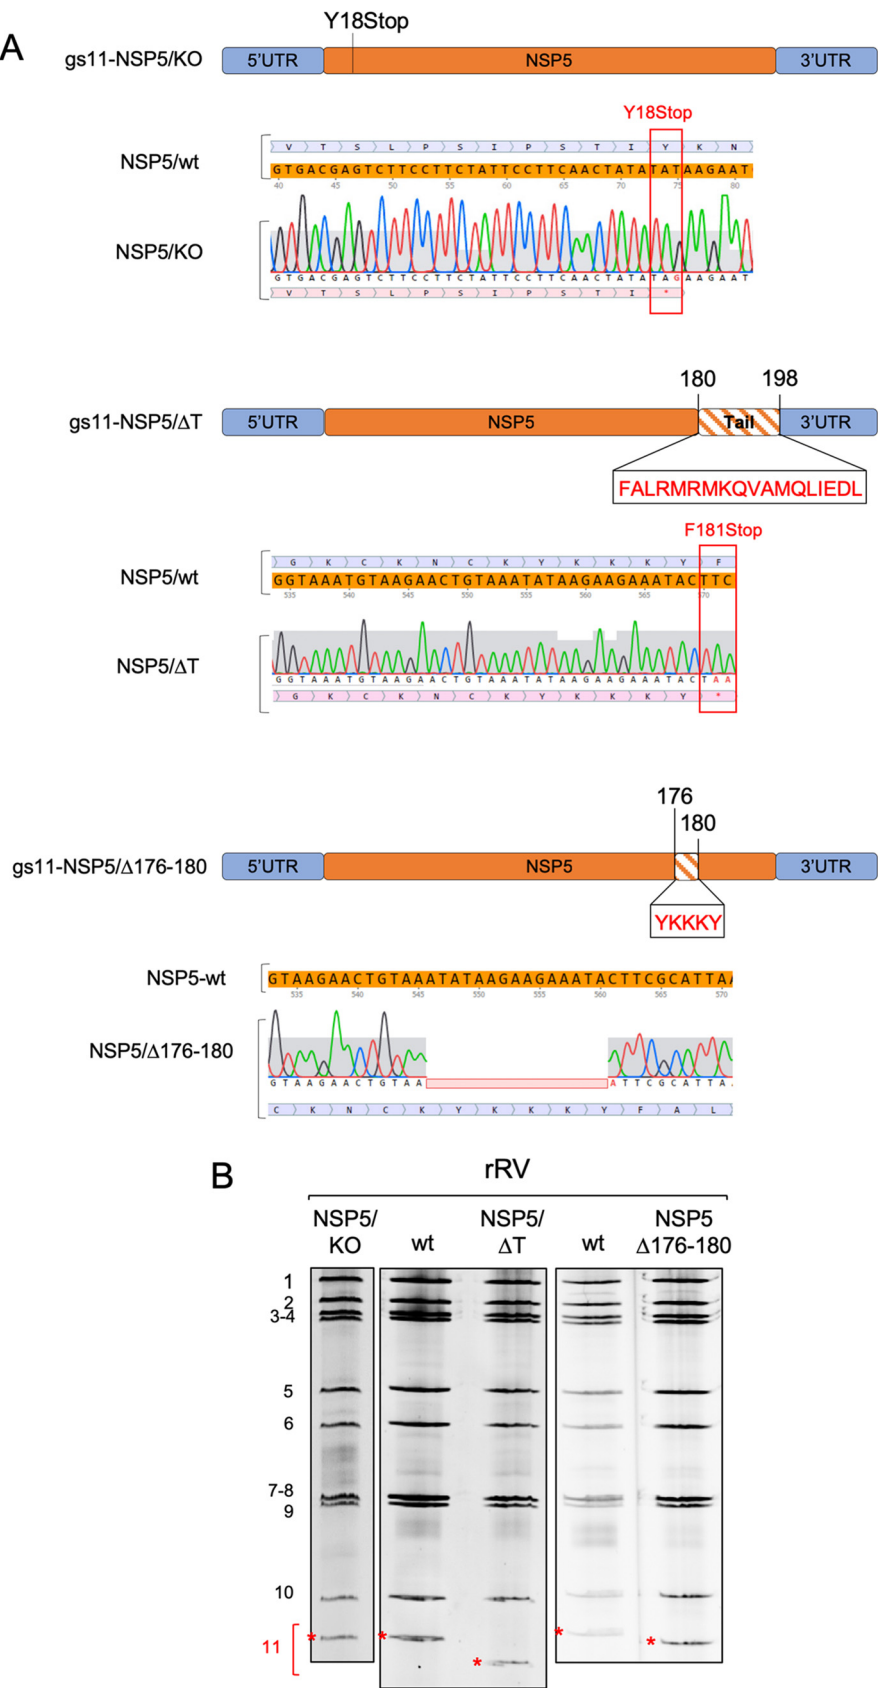 A
Y18Stop
gs11-NSP5/KO
5'UTR
NSP5
3'UTR
Y18Stop
NSP5/wt
V T S L P S I P S T I Y K N
GTGACGAGTCTTCCTTCTATTCCTTCAACTATATATAAGAAT
40 45 50 55 60 65 70 75 80
NSP5/KO
GTGACGAGTCTTCCTTCTATTCCTTCAACTATATAGAAGAAT
V T S L P S I P S T I *
180 198
gs11-NSP5/ΔT
5'UTR
NSP5
Tail
3'UTR
FALRMRMKQVAMQLIEDL
F181Stop
NSP5/wt
G K C K N C K Y K K K Y F
GGTAAATGTAAGAACTGTAAATATAAGAAGAAATACTTC
535 540 545 550 555 560 565 570
NSP5/ΔT
GGTAAATGTAAGAACTGTAAATATAAGAAGAAATACTAA
G K C K N C K Y K K K Y *
176
180
gs11-NSP5/Δ176-180
5'UTR
NSP5
3'UTR
YKKKY
NSP5-wt
GTAAGAACTGTAAATATAAGAAGAAATACTTCGCATTAA
535 540 545 550 555 560 565 570
NSP5/Δ176-180
GTAAGAACTGTAA ATTCGCATTA.
C K N C K Y K K K Y F A L
B
rRV
NSP5/
KO
wt
NSP5/
ΔT
wt
NSP5
Δ176-180
1
2
3-4
5
6
7-8
9
10
11
* * * * *